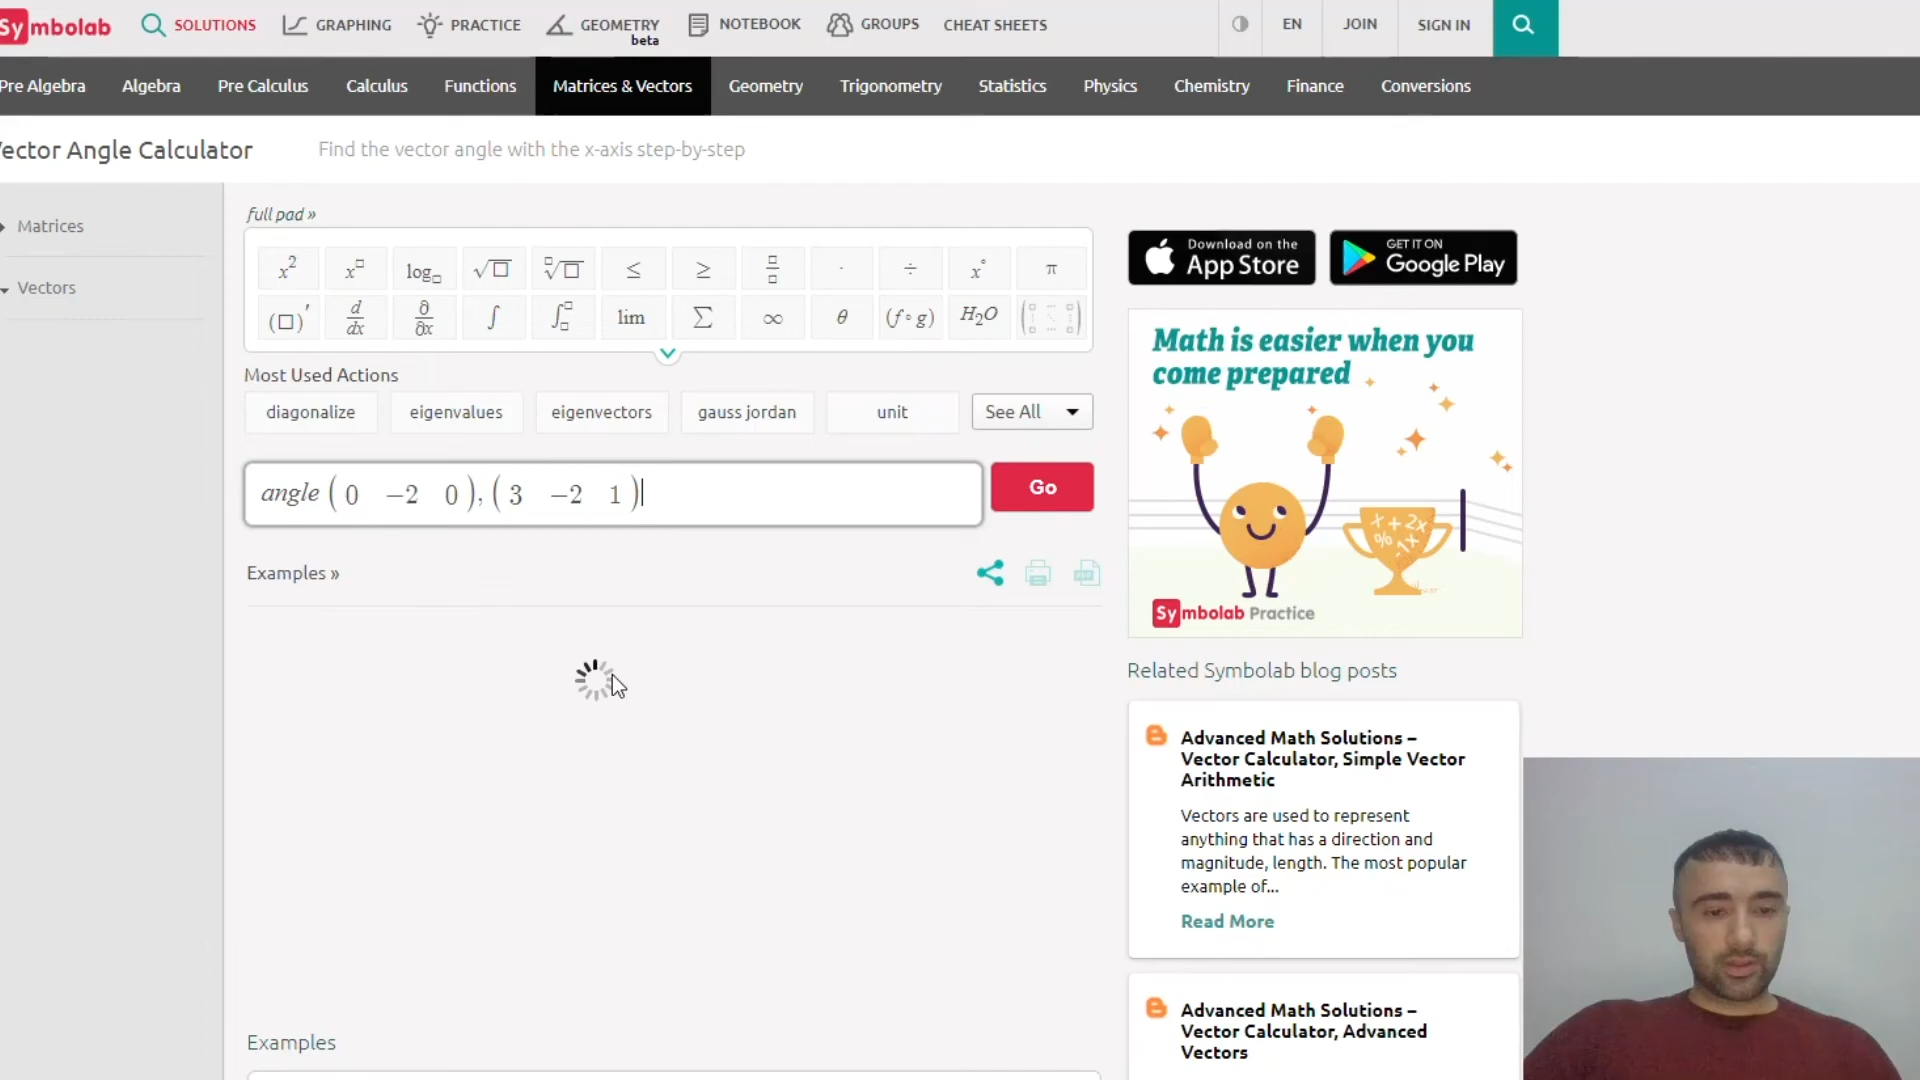 Symbolab SOLUTIONS GRAPHING PRACTICE GEOMETRY beta NOTEBOOK GROUPS CHEAT SHEETS EN JOIN SIGN IN
Pre Algebra Algebra Pre Calculus Calculus Functions Matrices & Vectors Geometry Trigonometry Statistics Physics Chemistry Finance Conversions
Vector Angle Calculator Find the vector angle with the x-axis step-by-step
Matrices
Vectors
full pad »
x² x^□ log_□ √□ ^□√□ ≤ ≥ □/□ · ÷ x° π
(□)′ d/dx ∂/∂x ∫ ∫_□^□ lim ∑ ∞ θ (f∘g) H₂O
Most Used Actions
diagonalize eigenvalues eigenvectors gauss jordan unit See All
angle (0 −2 0), (3 −2 1) Go
Examples »
Examples
Download on the
App Store
GET IT ON
Google Play
Math is easier when you
come prepared
x + 2x
%
Symbolab Practice
Related Symbolab blog posts
Advanced Math Solutions –
Vector Calculator, Simple Vector
Arithmetic
Vectors are used to represent
anything that has a direction and
magnitude, length. The most popular
example of...
Read More
Advanced Math Solutions –
Vector Calculator, Advanced
Vectors